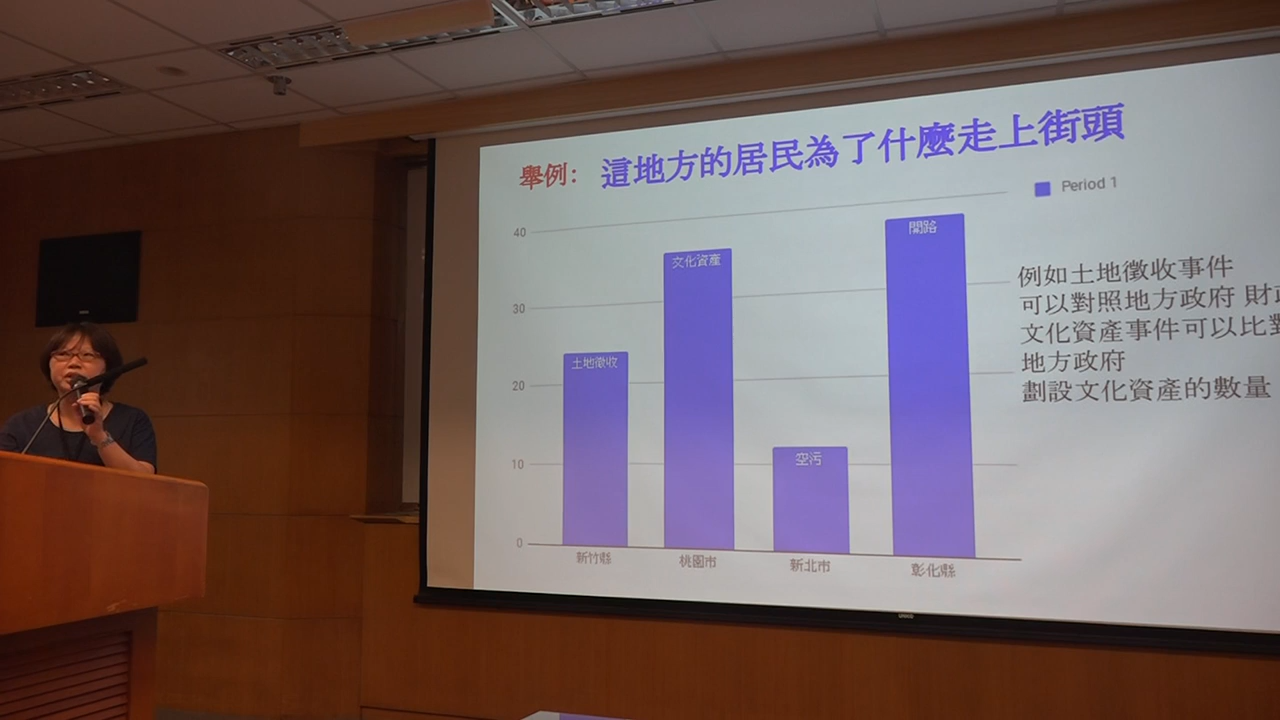 舉例: 這地方的居民為了什麼走上街頭
Period 1
40
30
20
10
0
土地徵收
文化資產
空污
開路
新竹縣
桃園市
新北市
彰化縣
例如土地徵收事件
可以對照地方政府 財
文化資產事件可以比對
地方政府
劃設文化資產的數量